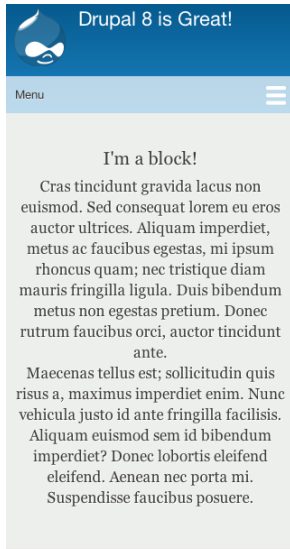 Drupal 8 is Great!
Menu
I'm a block!
Cras tincidunt gravida lacus non
euismod. Sed consequat lorem eu eros
auctor ultrices. Aliquam imperdiet,
metus ac faucibus egestas, mi ipsum
rhoncus quam; nec tristique diam
mauris fringilla ligula. Duis bibendum
metus non egestas pretium. Donec
rutrum faucibus orci, auctor tincidunt
ante.
Maecenas tellus est; sollicitudin quis
risus a, maximus imperdiet enim. Nunc
vehicula justo id ante fringilla facilisis.
Aliquam euismod sem id bibendum
imperdiet? Donec lobortis eleifend
eleifend. Aenean nec porta mi.
Suspendisse faucibus posuere.